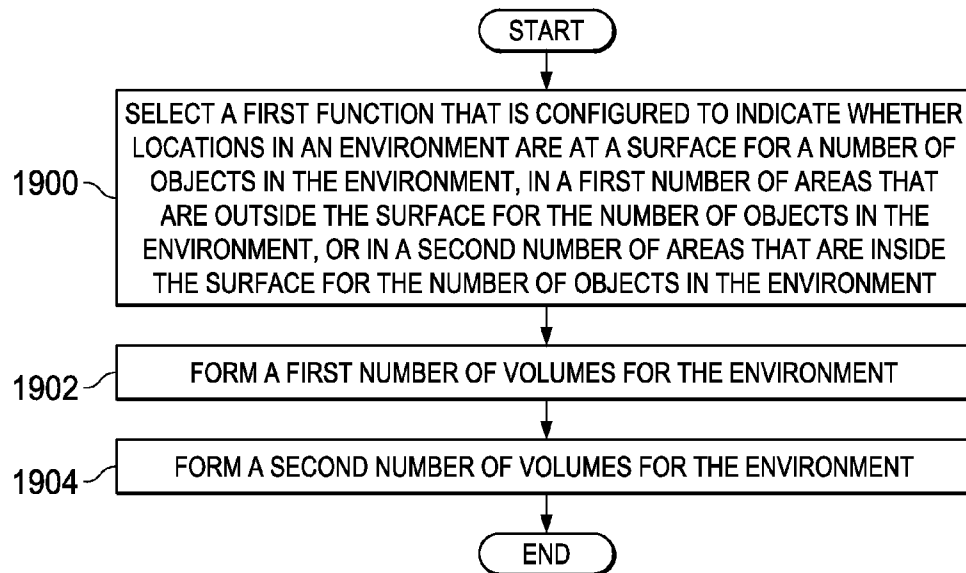 START
1900
SELECT A FIRST FUNCTION THAT IS CONFIGURED TO INDICATE WHETHER
LOCATIONS IN AN ENVIRONMENT ARE AT A SURFACE FOR A NUMBER OF
OBJECTS IN THE ENVIRONMENT, IN A FIRST NUMBER OF AREAS THAT
ARE OUTSIDE THE SURFACE FOR THE NUMBER OF OBJECTS IN THE
ENVIRONMENT, OR IN A SECOND NUMBER OF AREAS THAT ARE INSIDE
THE SURFACE FOR THE NUMBER OF OBJECTS IN THE ENVIRONMENT
1902
FORM A FIRST NUMBER OF VOLUMES FOR THE ENVIRONMENT
1904
FORM A SECOND NUMBER OF VOLUMES FOR THE ENVIRONMENT
END